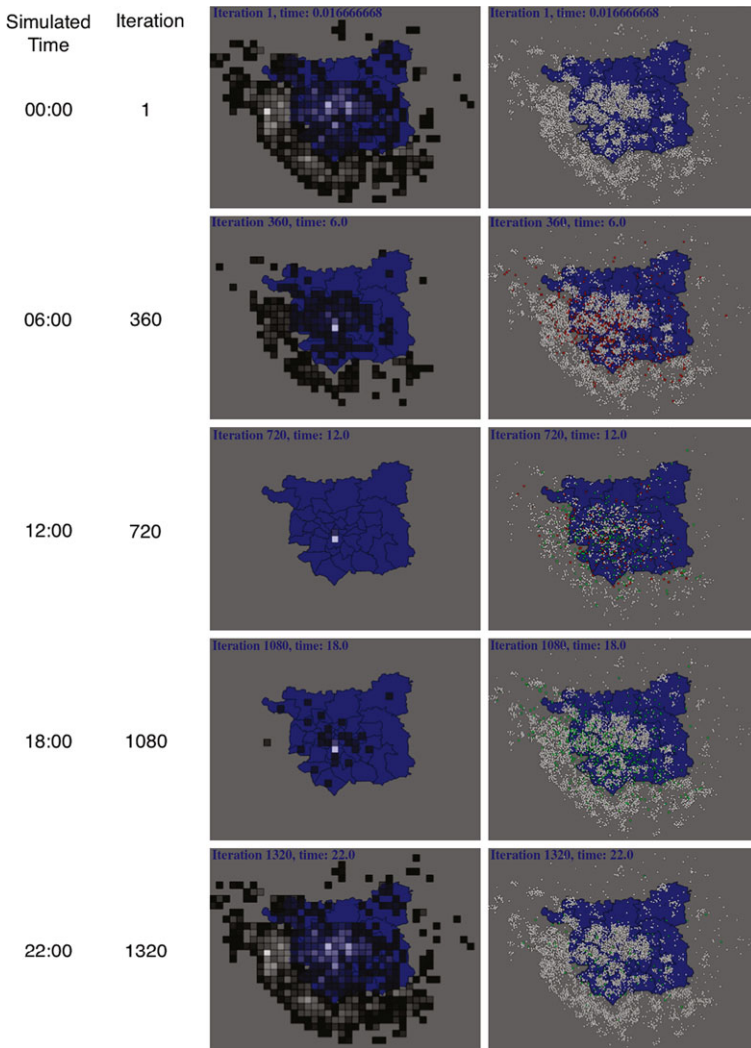 Simulated Time
Iteration
00:00
1
Iteration 1, time: 0.016666668
Iteration 1, time: 0.016666668
06:00
360
Iteration 360, time: 6.0
Iteration 360, time: 6.0
12:00
720
Iteration 720, time: 12.0
Iteration 720, time: 12.0
18:00
1080
Iteration 1080, time: 18.0
Iteration 1080, time: 18.0
22:00
1320
Iteration 1320, time: 22.0
Iteration 1320, time: 22.0